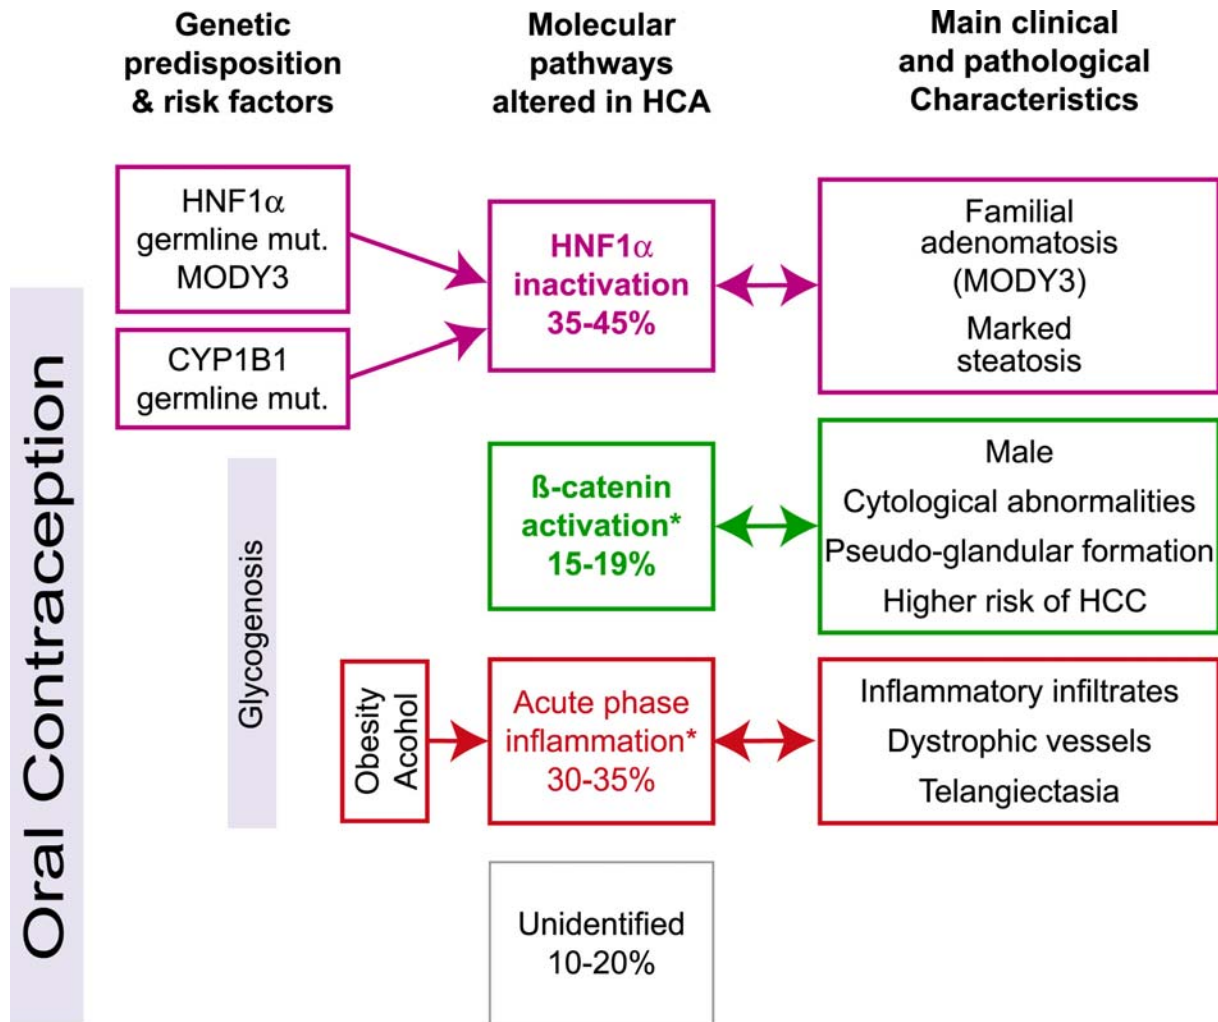 Genetic
predisposition
& risk factors
Molecular
pathways
altered in HCA
Main clinical
and pathological
Characteristics
Oral Contraception
HNF1α
germline mut.
MODY3
CYP1B1
germline mut.
HNF1α
inactivation
35-45%
Familial
adenomatosis
(MODY3)
Marked
steatosis
Glycogenosis
ß-catenin
activation*
15-19%
Male
Cytological abnormalities
Pseudo-glandular formation
Higher risk of HCC
Obesity
Acohol
Acute phase
inflammation*
30-35%
Inflammatory infiltrates
Dystrophic vessels
Telangiectasia
Unidentified
10-20%